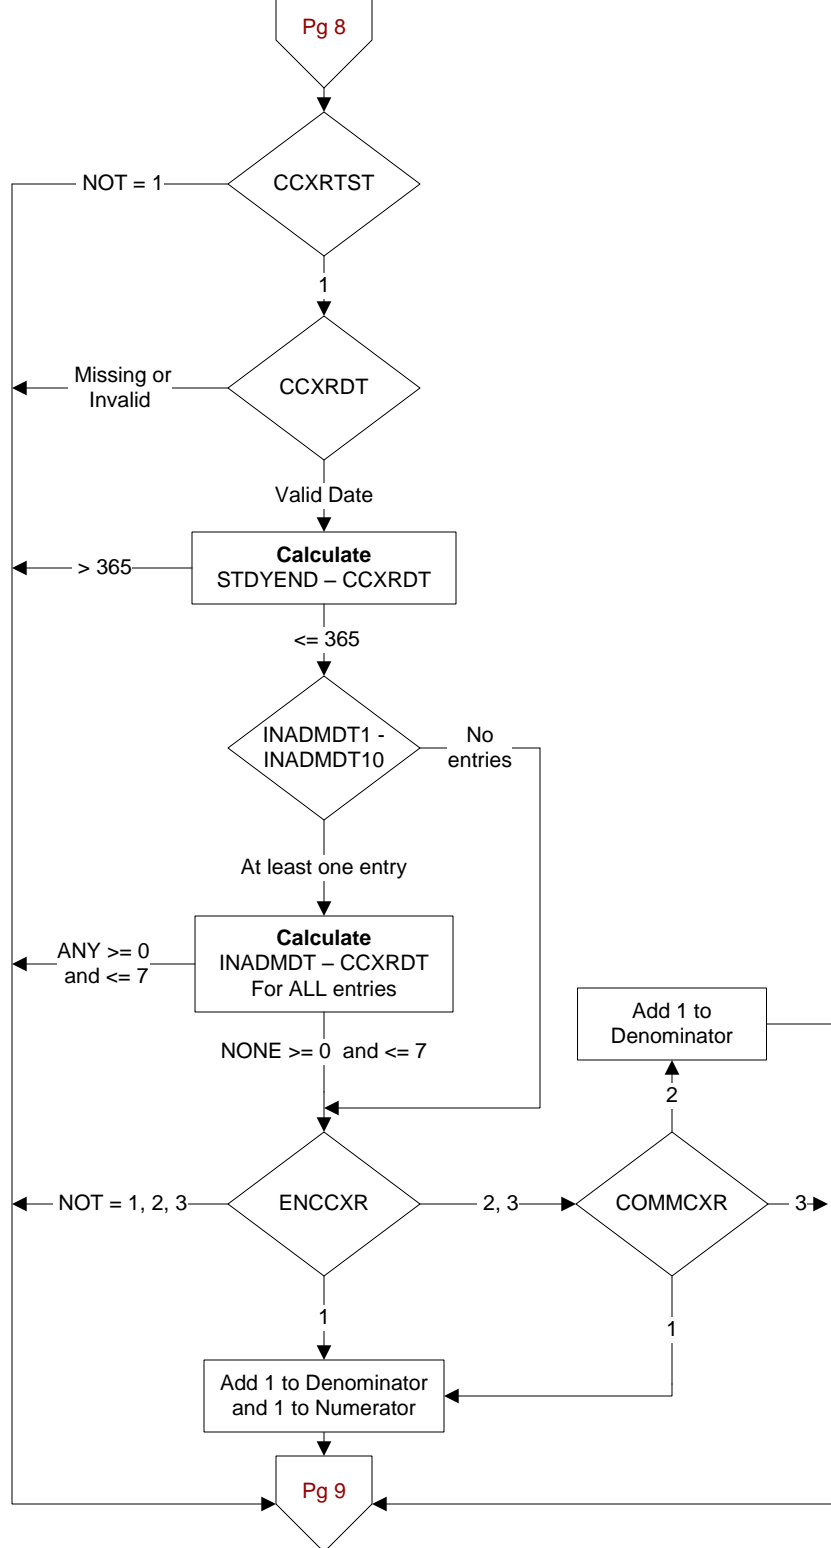 Pg 8
CCXRTST
NOT = 1
1
CCXRDT
Missing or
Invalid
Valid Date
Calculate
STDYEND – CCXRDT
> 365
<= 365
INADMDT1 -
INADMDT10
No
entries
At least one entry
Calculate
INADMDT – CCXRDT
For ALL entries
ANY >= 0
and <= 7
NONE >= 0 and <= 7
Add 1 to
Denominator
2
ENCCXR
NOT = 1, 2, 3
2, 3
COMMCXR
3
1
1
Add 1 to Denominator
and 1 to Numerator
Pg 9